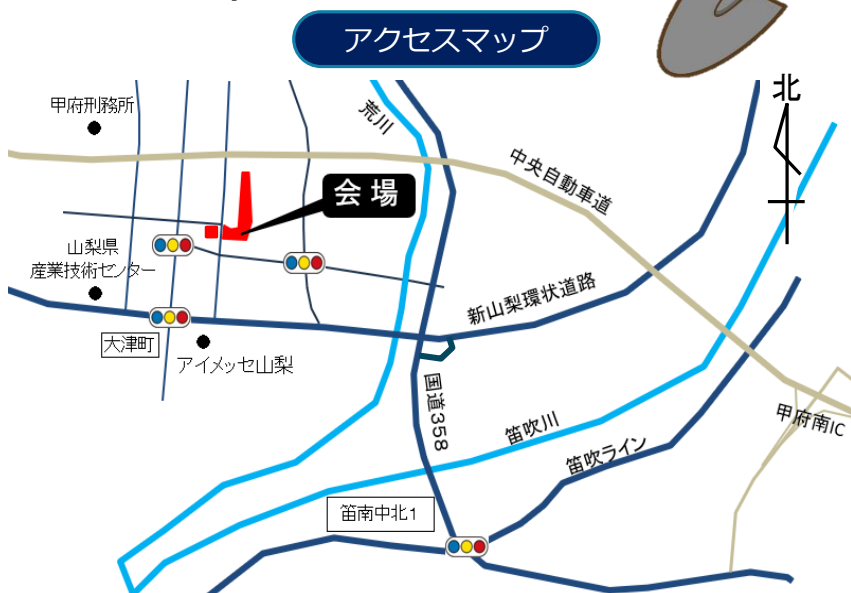 アクセスマップ
北
甲府刑務所
荒川
中央自動車道
会場
山梨県
産業技術センター
新山梨環状道路
大津町
アイメッセ山梨
国道358
甲府南IC
笛吹川
笛吹ライン
笛南中北1